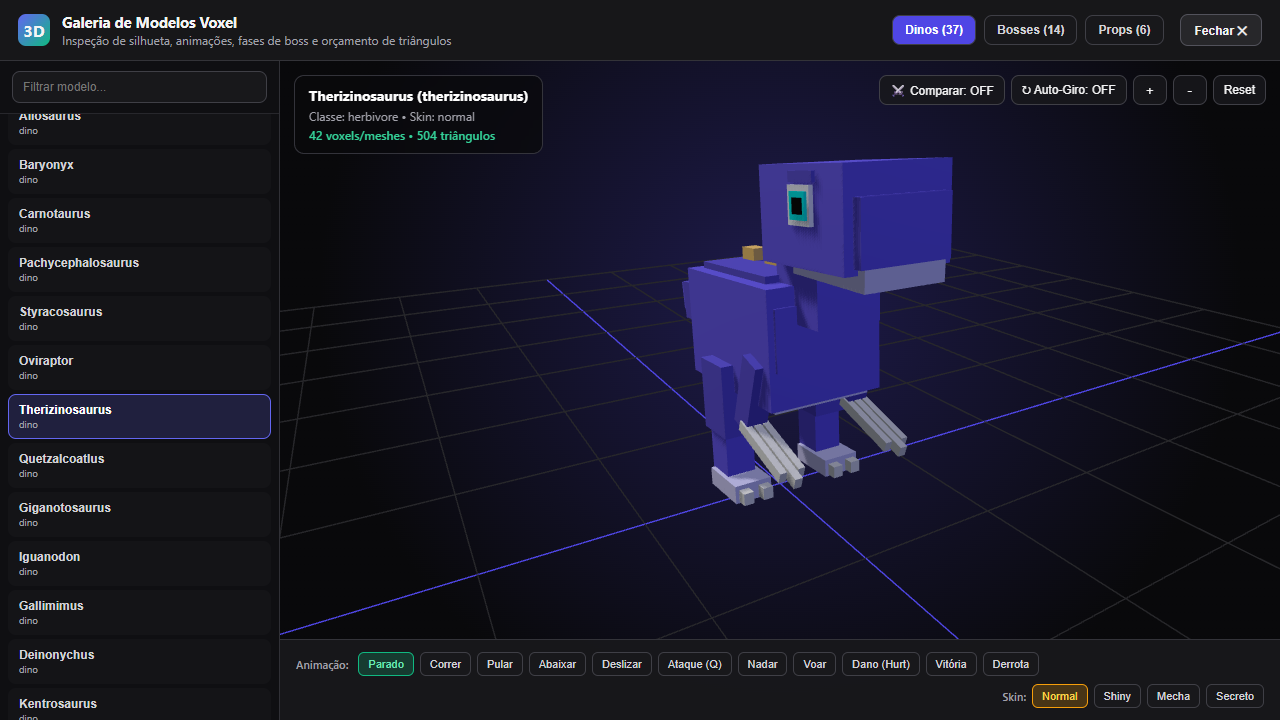 3D
Galeria de Modelos Voxel
Inspeção de silhueta, animações, fases de boss e orçamento de triângulos
Dinos (37)
Bosses (14)
Props (6)
Fechar ✕
Filtrar modelo...
Allosaurus
dino
Baryonyx
dino
Carnotaurus
dino
Pachycephalosaurus
dino
Styracosaurus
dino
Oviraptor
dino
Therizinosaurus
dino
Quetzalcoatlus
dino
Giganotosaurus
dino
Iguanodon
dino
Gallimimus
dino
Deinonychus
dino
Kentrosaurus
dino
Therizinosaurus (therizinosaurus)
Classe: herbivore • Skin: normal
42 voxels/meshes • 504 triângulos
⚔ Comparar: OFF
↻ Auto-Giro: OFF
+
-
Reset
Animação:
Parado
Correr
Pular
Abaixar
Deslizar
Ataque (Q)
Nadar
Voar
Dano (Hurt)
Vitória
Derrota
Skin:
Normal
Shiny
Mecha
Secreto